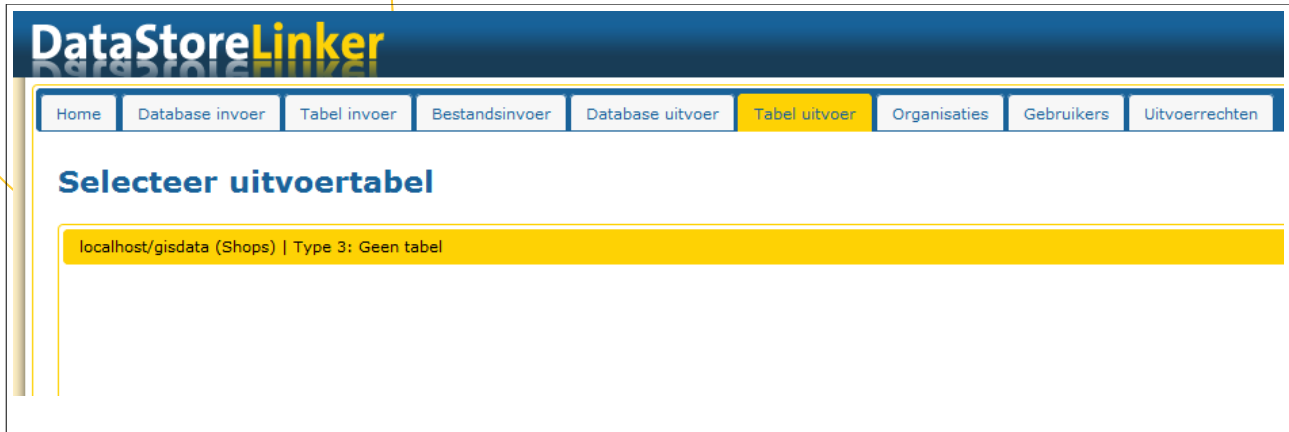 DataStoreLinker
Home Database invoer Tabel invoer Bestandsinvoer Database uitvoer Tabel uitvoer Organisaties Gebruikers Uitvoerrechten
Selecteer uitvoertabel
localhost/gisdata (Shops) | Type 3: Geen tabel